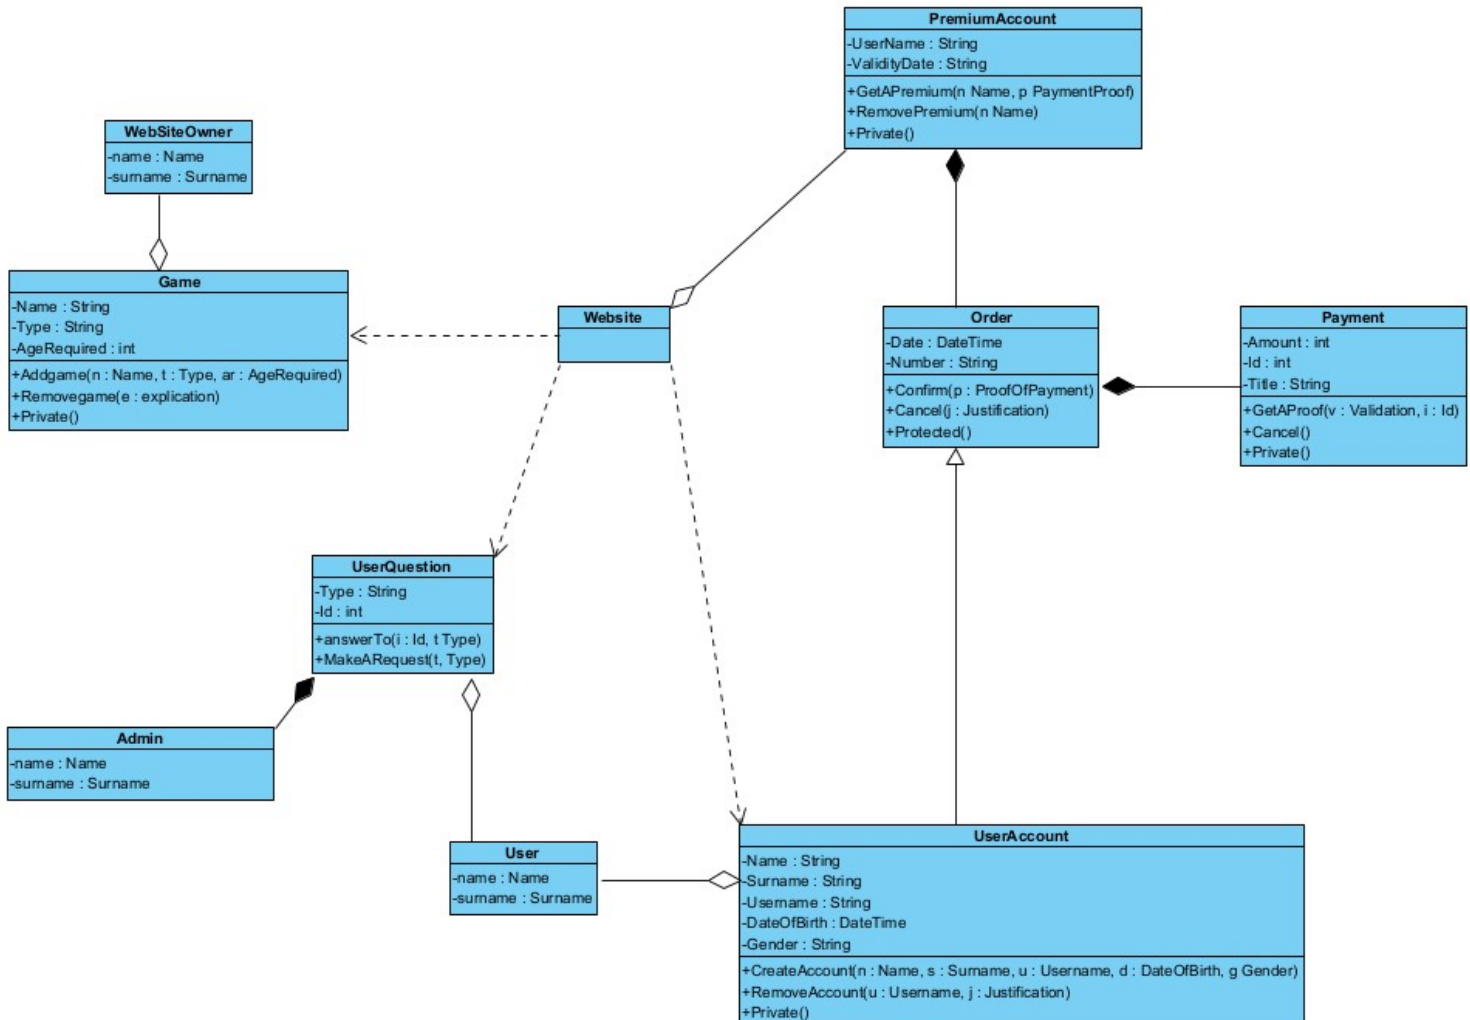 PremiumAccount
-UserName : String
-ValidityDate : String
+GetAPremium(n Name, p PaymentProof)
+RemovePremium(n Name)
+Private()
WebSiteOwner
-name : Name
-surname : Surname
Game
-Name : String
-Type : String
-AgeRequired : int
+Addgame(n : Name, t : Type, ar : AgeRequired)
+Removegame(e : explication)
+Private()
Website
Order
-Date : DateTime
-Number : String
+Confirm(p : ProofOfPayment)
+Cancel(j : Justification)
+Protected()
Payment
-Amount : int
-Id : int
-Title : String
+GetAProof(v : Validation, i : Id)
+Cancel()
+Private()
UserQuestion
-Type : String
-Id : int
+answerTo(i : Id, t Type)
+MakeARequest(t, Type)
Admin
-name : Name
-surname : Surname
User
-name : Name
-surname : Surname
UserAccount
-Name : String
-Surname : String
-Username : String
-DateOfBirth : DateTime
-Gender : String
+CreateAccount(n : Name, s : Surname, u : Username, d : DateOfBirth, g Gender)
+RemoveAccount(u : Username, j : Justification)
+Private()